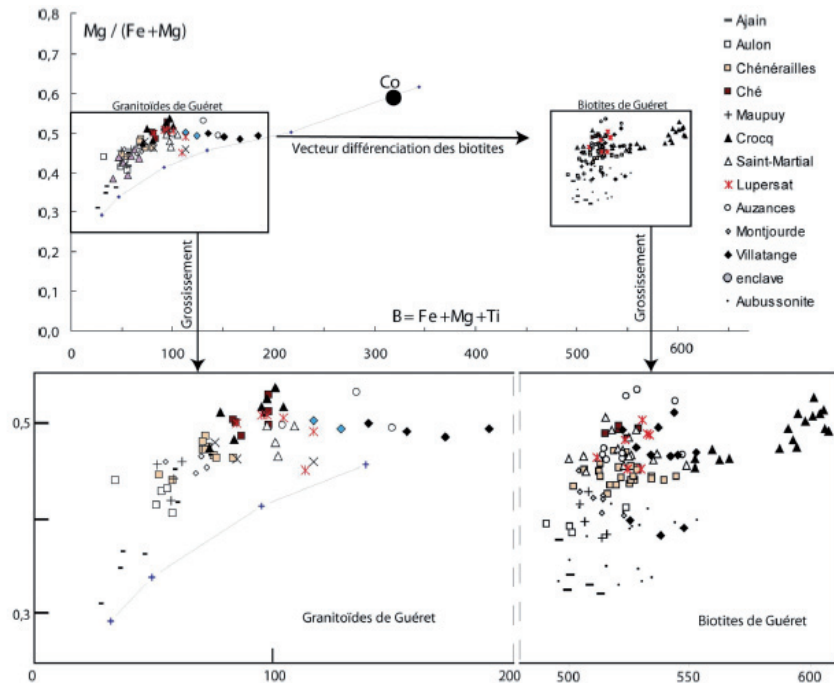 Mg / (Fe+Mg)
0,8
0,7
0,6
0,5
0,4
0,3
0,2
0,1
0,0
Co
Granitoïdes de Guéret
Biotites de Guéret
Vecteur différenciation des biotites
Grossissement
Grossissement
B= Fe+Mg+Ti
0
100
200
300
400
500
600
Ajain
Aulon
Chénérailles
Ché
Maupuy
Crocq
Saint-Martial
Lupersat
Auzances
Montjourde
Villatange
enclave
Aubussonite
0,5
0,3
Granitoïdes de Guéret
Biotites de Guéret
0
100
200
500
550
600